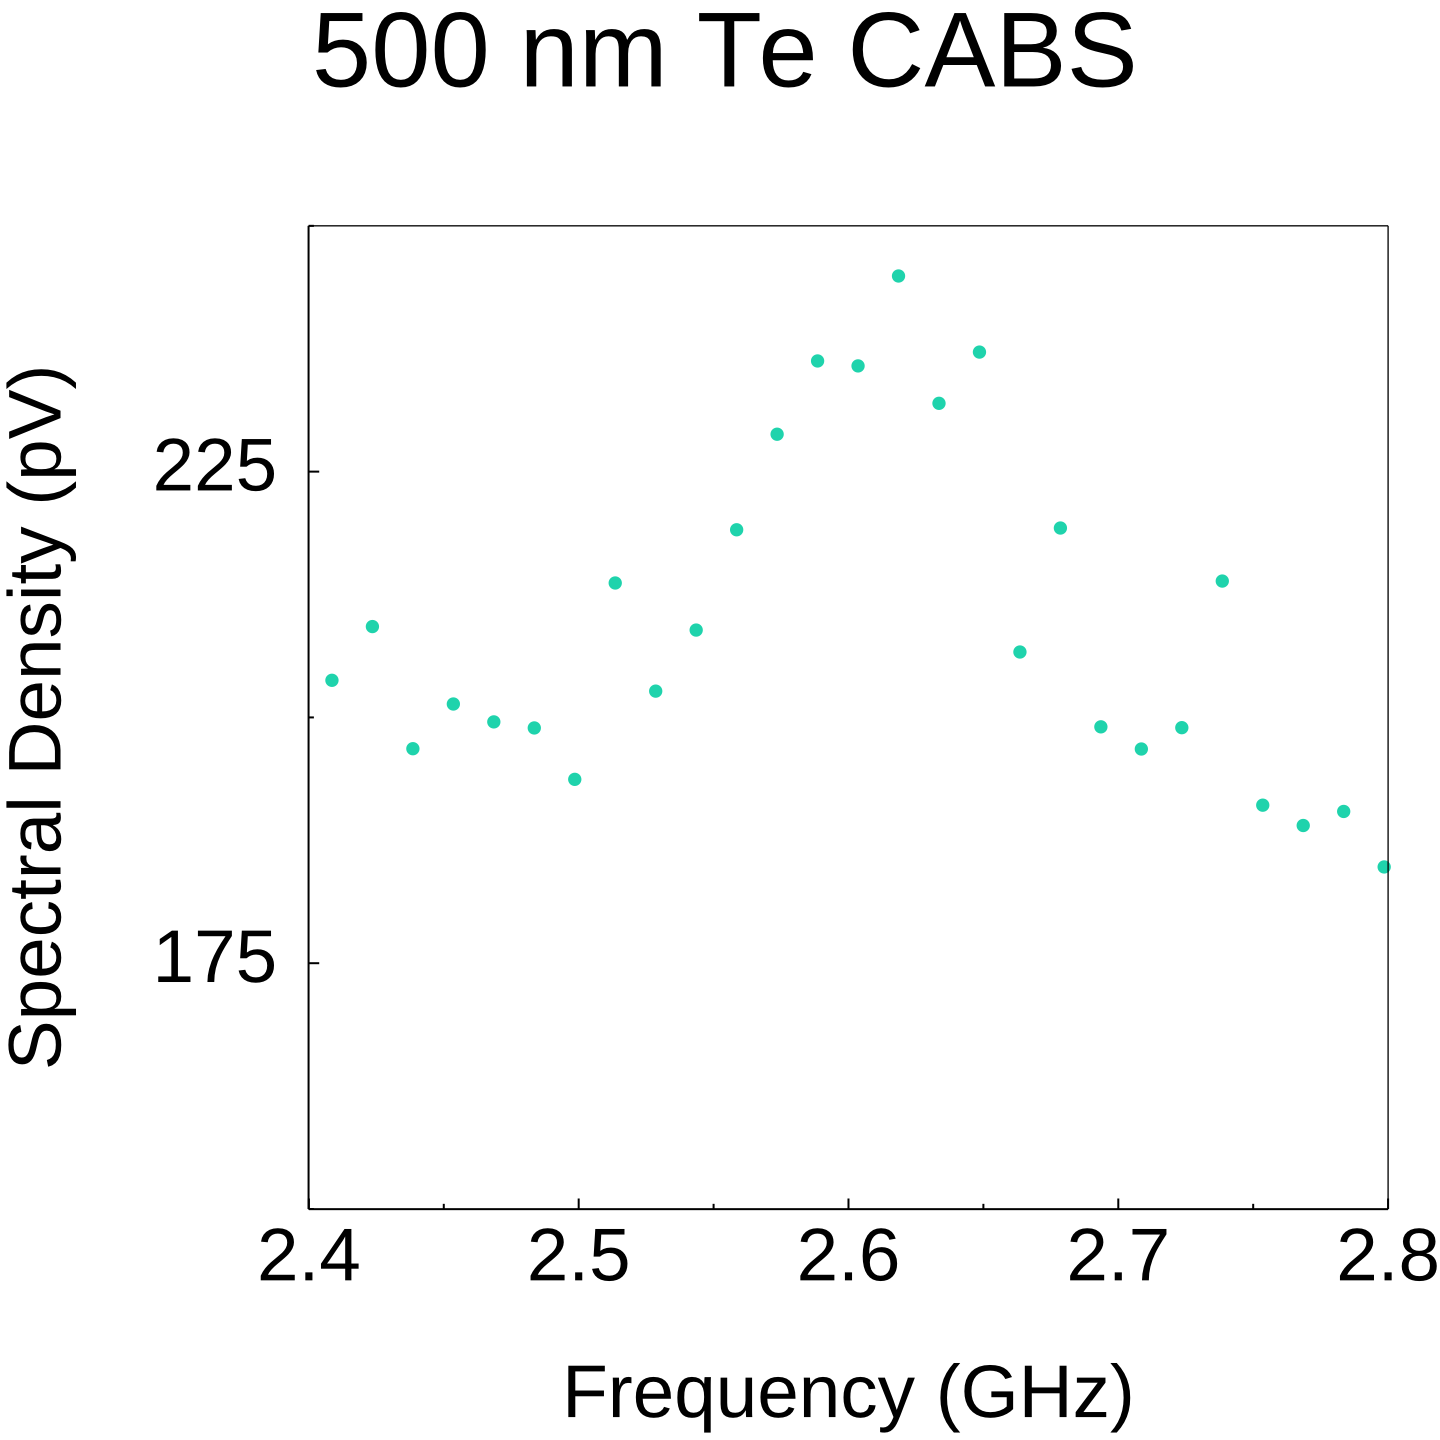 500 nm Te CABS
Spectral Density (pV)
225
175
2.4 2.5 2.6 2.7 2.8
Frequency (GHz)